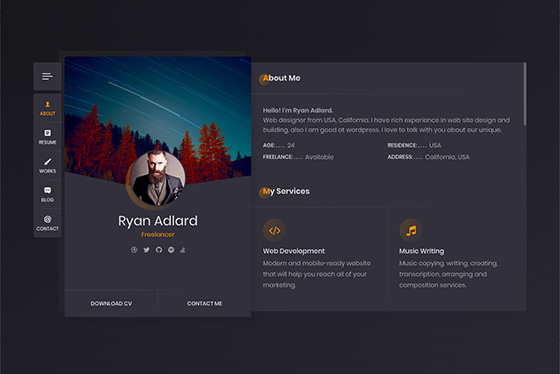 ABOUT
RESUME
WORKS
BLOG
CONTACT
Ryan Adlard
Freelancer
DOWNLOAD CV
CONTACT ME
About Me
Hello! I'm Ryan Adlard.
Web designer from USA, California, I have rich experience in web site design and
building, also I am good at wordpress. I love to talk with you about our unique.
AGE: .... 24
RESIDENCE: .... USA
FREELANCE: .... Available
ADDRESS: .... California, USA
My Services
Web Development
Modern and mobile-ready website
that will help you reach all of your
marketing.
Music Writing
Music copying, writing, creating,
transcription, arranging and
composition services.